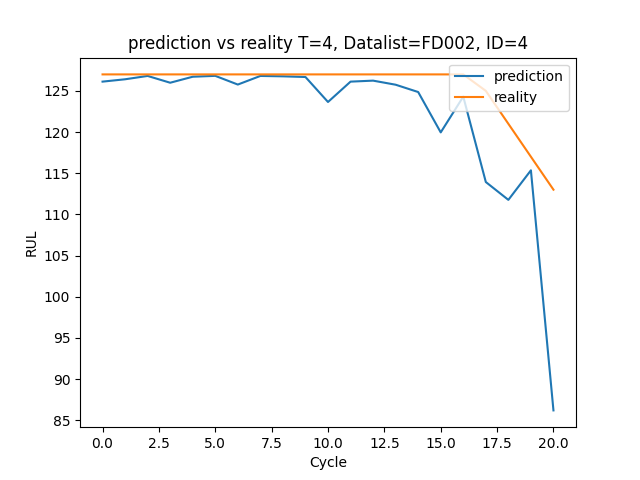 prediction vs reality T=4, Datalist=FD002, ID=4
prediction
reality
125
120
115
110
105
100
95
90
85
RUL
0.0 2.5 5.0 7.5 10.0 12.5 15.0 17.5 20.0
Cycle